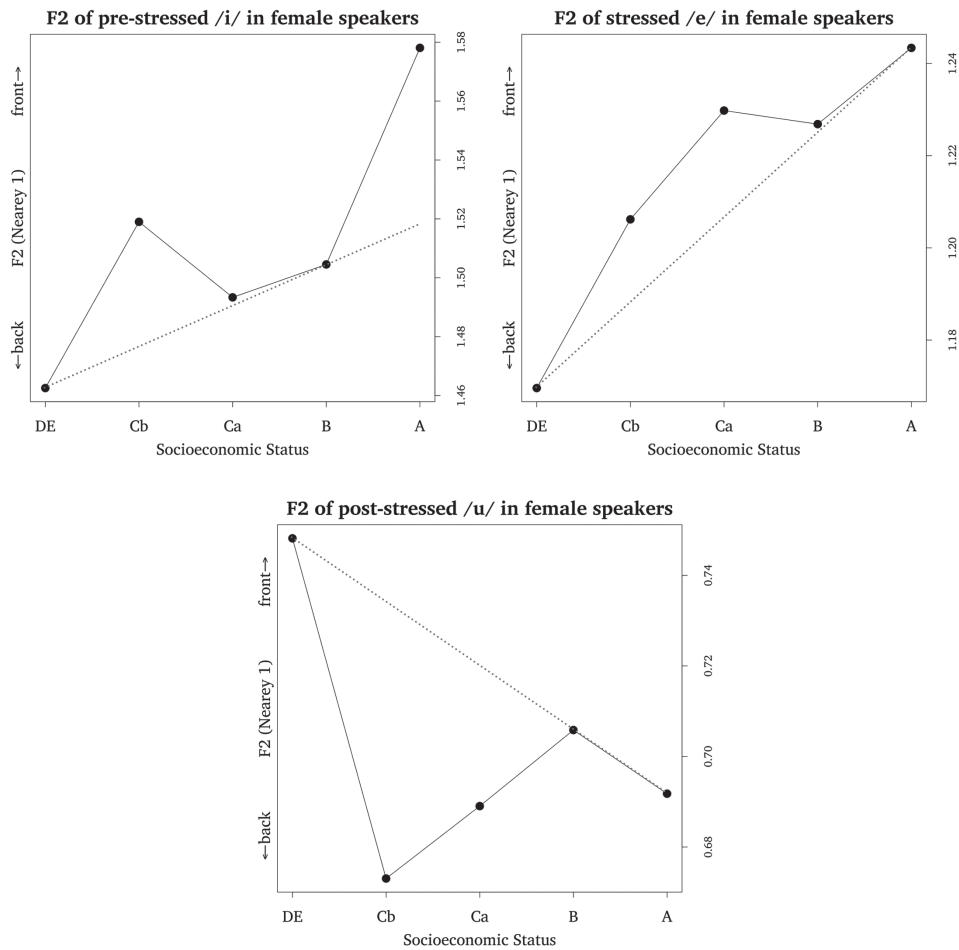 F2 of pre-stressed /i/ in female speakers
F2 (Nearey 1)
←back
front→
1.46
1.48
1.50
1.52
1.54
1.56
1.58
DE
Cb
Ca
B
A
Socioeconomic Status
F2 of stressed /e/ in female speakers
F2 (Nearey 1)
←back
front→
1.18
1.20
1.22
1.24
DE
Cb
Ca
B
A
Socioeconomic Status
F2 of post-stressed /u/ in female speakers
F2 (Nearey 1)
←back
front→
0.68
0.70
0.72
0.74
DE
Cb
Ca
B
A
Socioeconomic Status